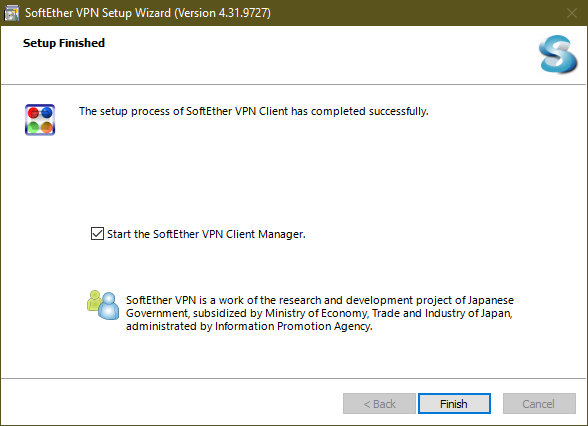 SoftEther VPN Setup Wizard (Version 4.31.9727)
Setup Finished
The setup process of SoftEther VPN Client has completed successfully.
Start the SoftEther VPN Client Manager.
SoftEther VPN is a work of the research and development project of Japanese
Government, subsidized by Ministry of Economy, Trade and Industry of Japan,
administrated by Information Promotion Agency.
< Back
Finish
Cancel